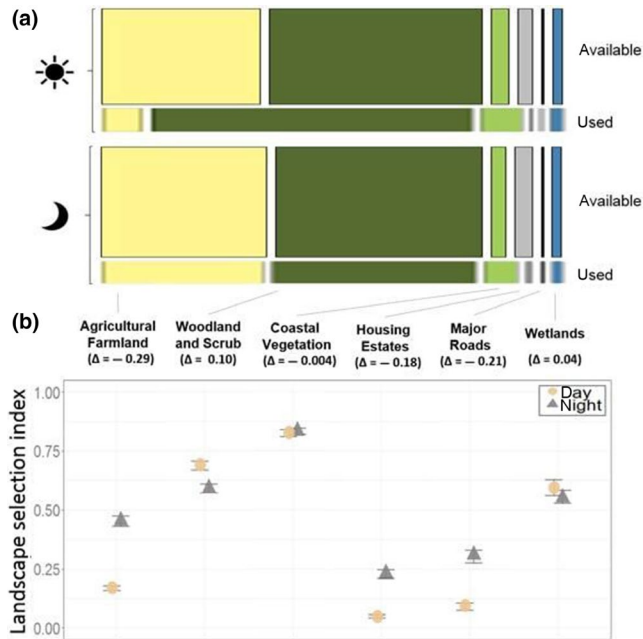 (a)
Available
Used
Available
Used
(b)
Agricultural
Farmland
(Δ = – 0.29)
Woodland
and Scrub
(Δ = 0.10)
Coastal
Vegetation
(Δ = – 0.004)
Housing
Estates
(Δ = – 0.18)
Major
Roads
(Δ = – 0.21)
Wetlands
(Δ = 0.04)
Landscape selection index
1.00
0.75
0.50
0.25
0.00
Day
Night